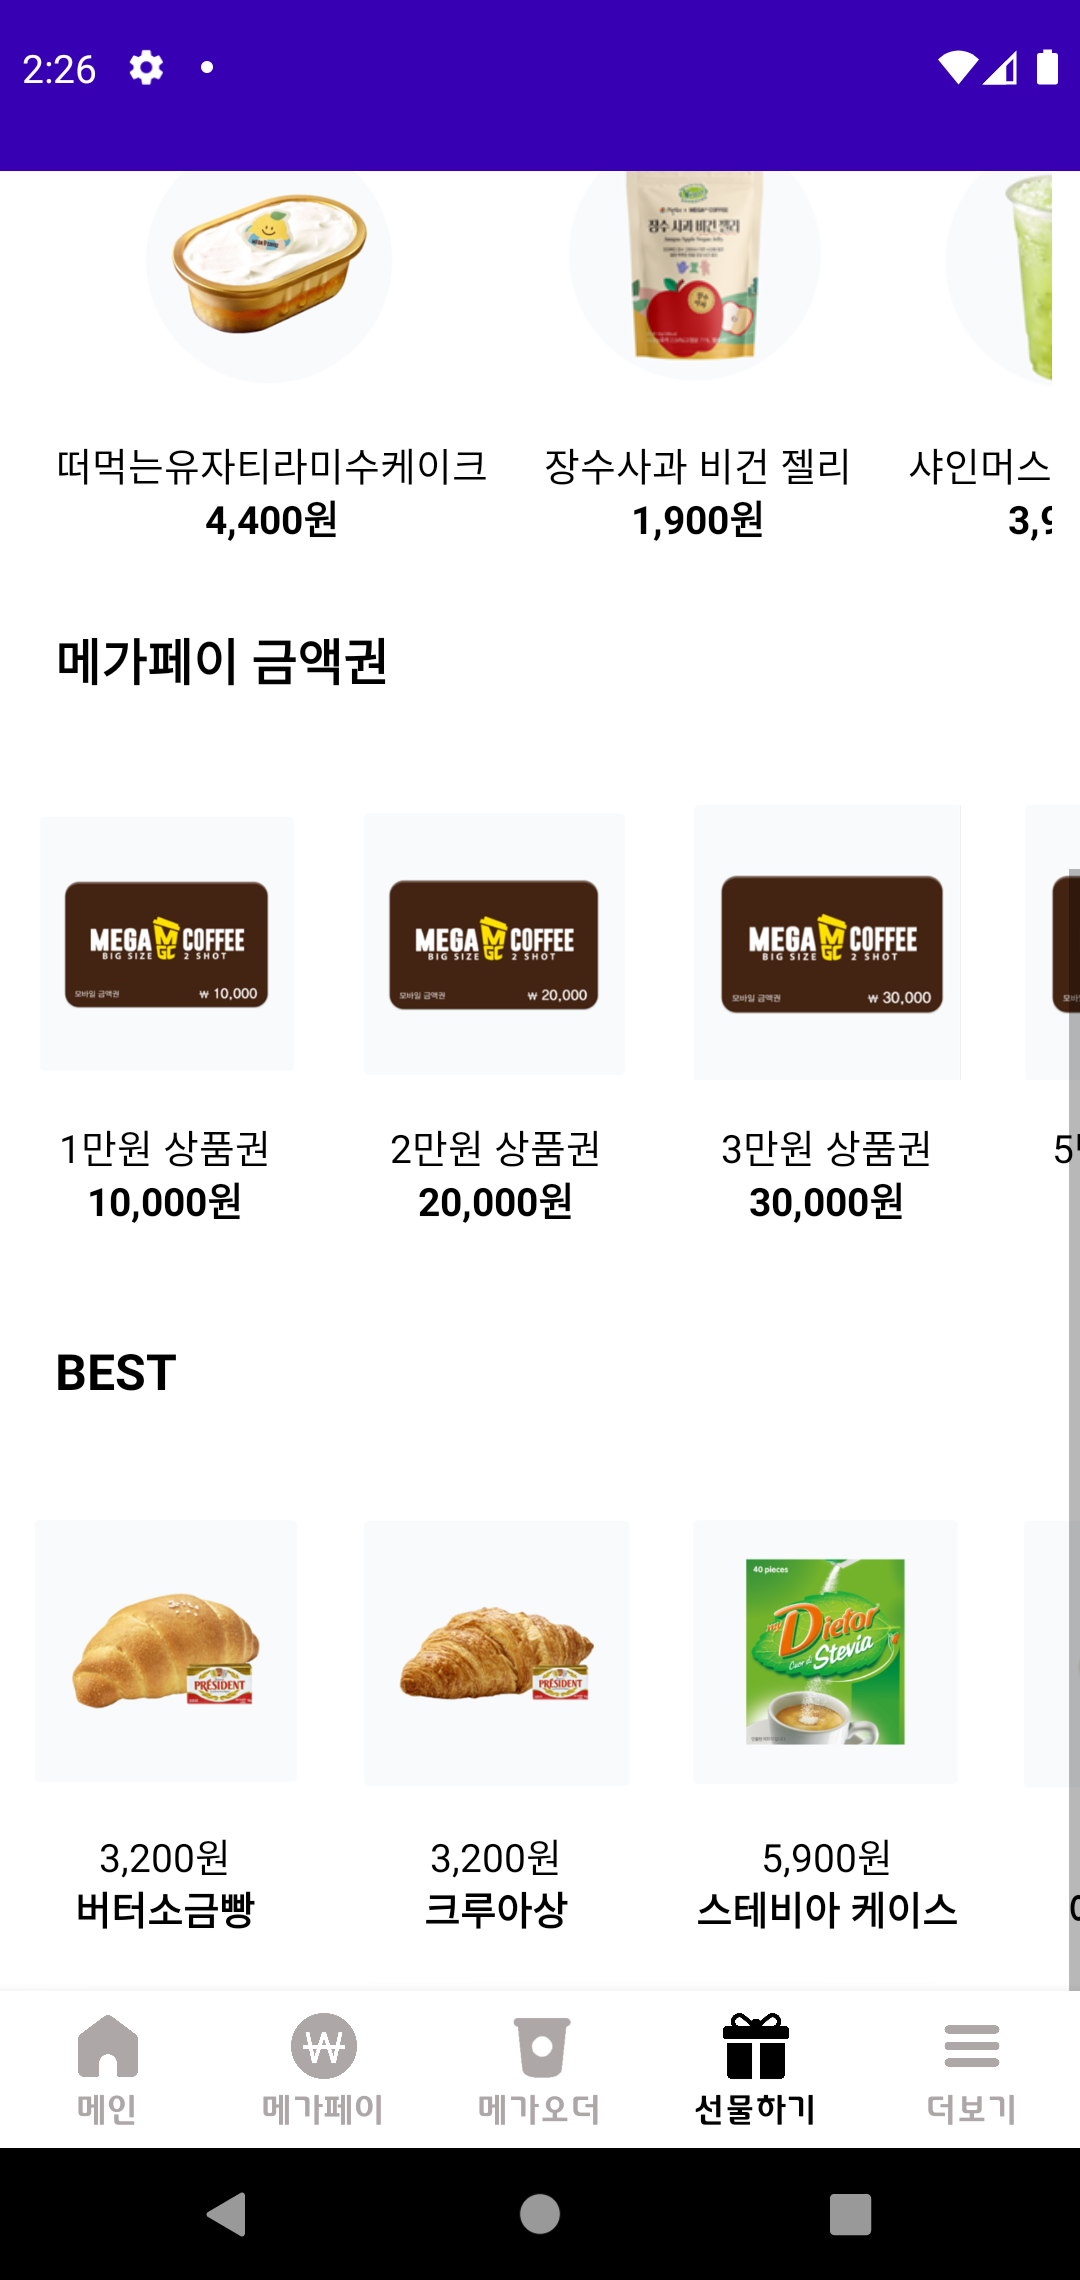 2:26
장수 사과 비건 젤리
떠먹는유자티라미수케이크
4,400원
장수사과 비건 젤리
1,900원
샤인머스
3,9
메가페이 금액권
MEGA MGC COFFEE
BIG SIZE 2 SHOT
모바일 금액권 ₩ 10,000
MEGA MGC COFFEE
BIG SIZE 2 SHOT
모바일 금액권 ₩ 20,000
MEGA MGC COFFEE
BIG SIZE 2 SHOT
모바일 금액권 ₩ 30,000
1만원 상품권
10,000원
2만원 상품권
20,000원
3만원 상품권
30,000원
5
BEST
PRÉSIDENT
PRÉSIDENT
40 pieces
Dietor
Cuor di Stevia
3,200원
버터소금빵
3,200원
크루아상
5,900원
스테비아 케이스
메인
메가페이
메가오더
선물하기
더보기